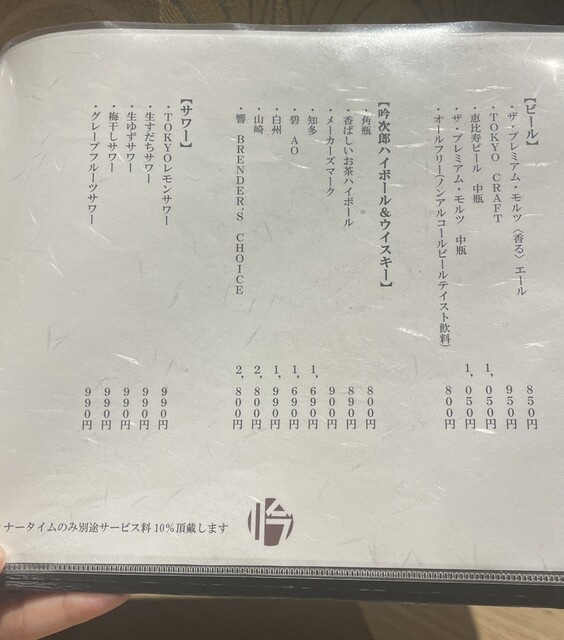 【ビール】
・ザ・プレミアム・モルツ〈香る〉エール 850円
・TOKYO CRAFT 950円
・恵比寿ビール 中瓶 1,050円
・ザ・プレミアム・モルツ 中瓶 1,050円
・オールフリー(ノンアルコールビールテイスト飲料) 800円
【吟次郎ハイボール&ウイスキー】
・角瓶 800円
・香ばしいお茶ハイボール 890円
・メーカーズマーク 900円
・知多 1,690円
・碧 AO 1,690円
・白州 1,990円
・山崎 2,800円
・響 BRENDER'S CHOICE 2,800円
【サワー】
・TOKYOレモンサワー 990円
・生すだちサワー 990円
・生ゆずサワー 990円
・梅干しサワー 990円
・グレープフルーツサワー 990円
ナータイムのみ別途サービス料10%頂戴します
吟